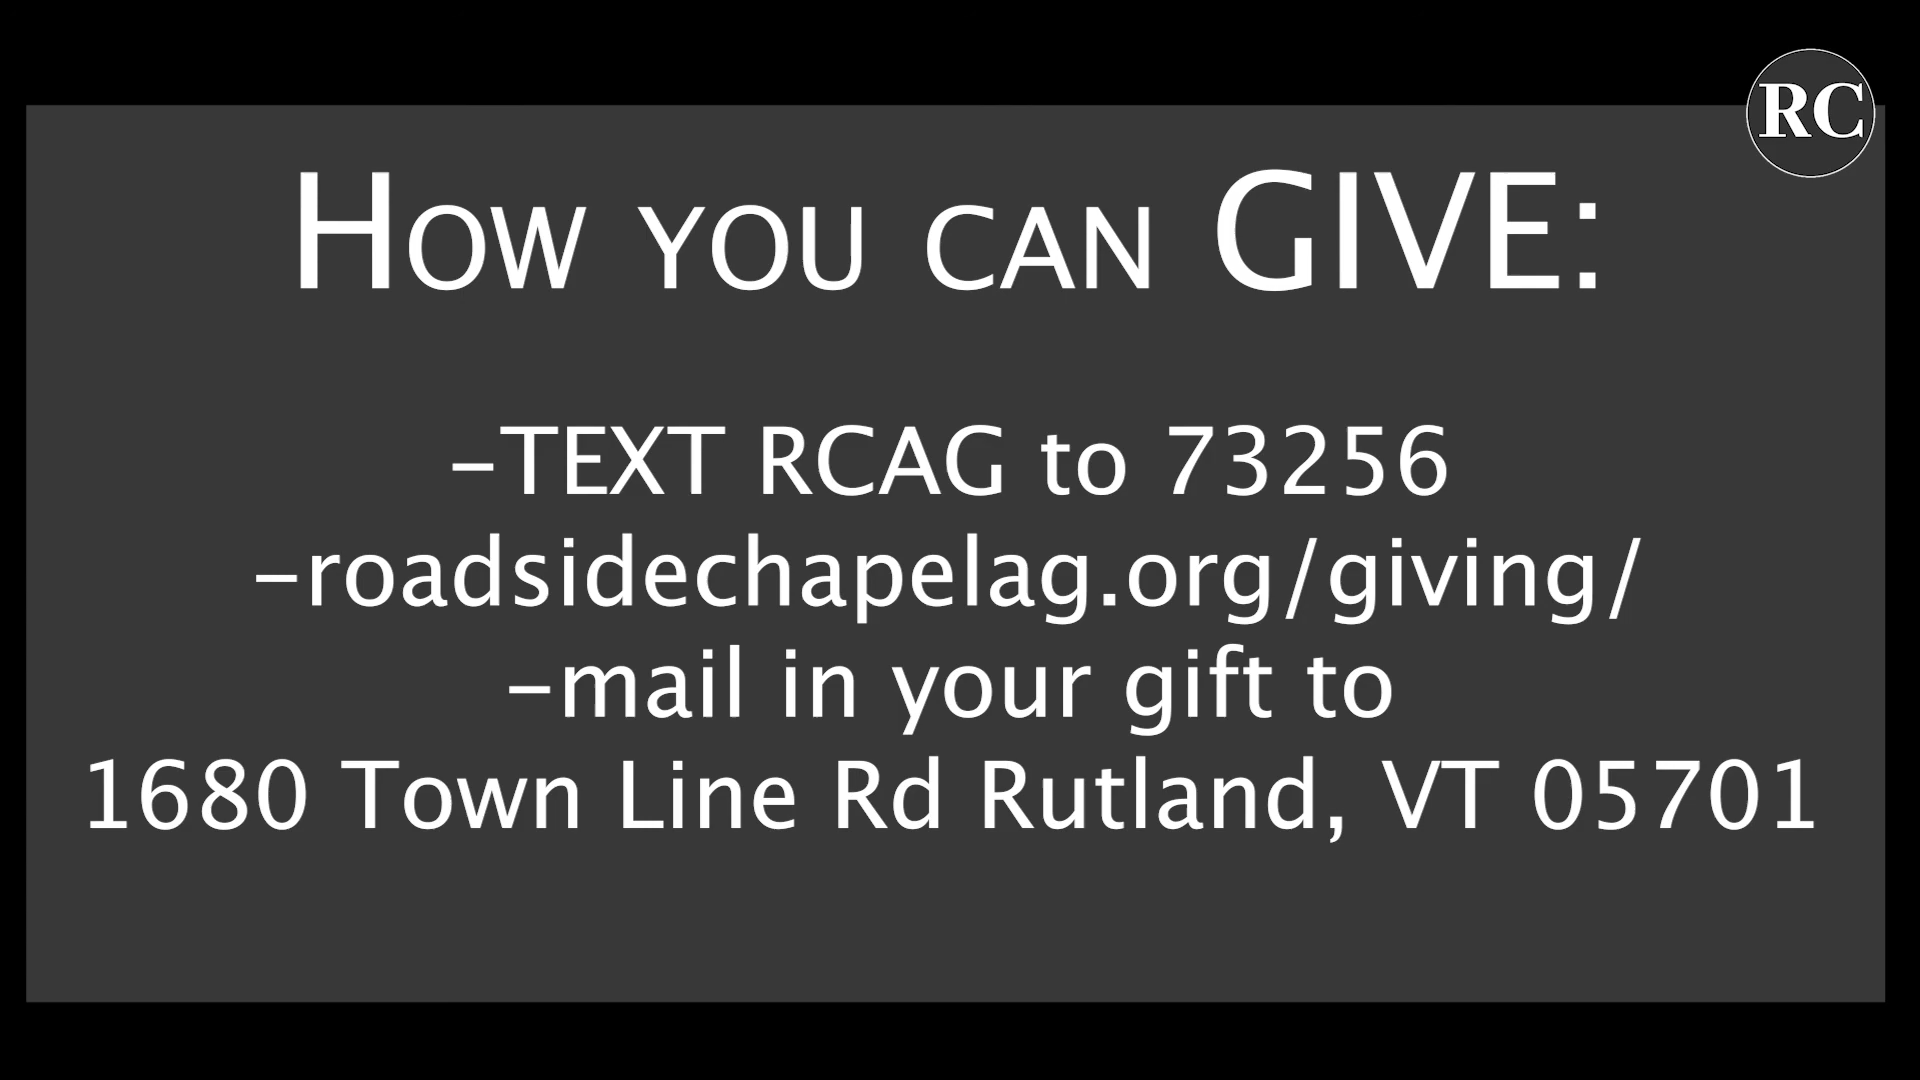 RC
How you can GIVE:
-TEXT RCAG to 73256
-roadsidechapelag.org/giving/
-mail in your gift to
1680 Town Line Rd Rutland, VT 05701